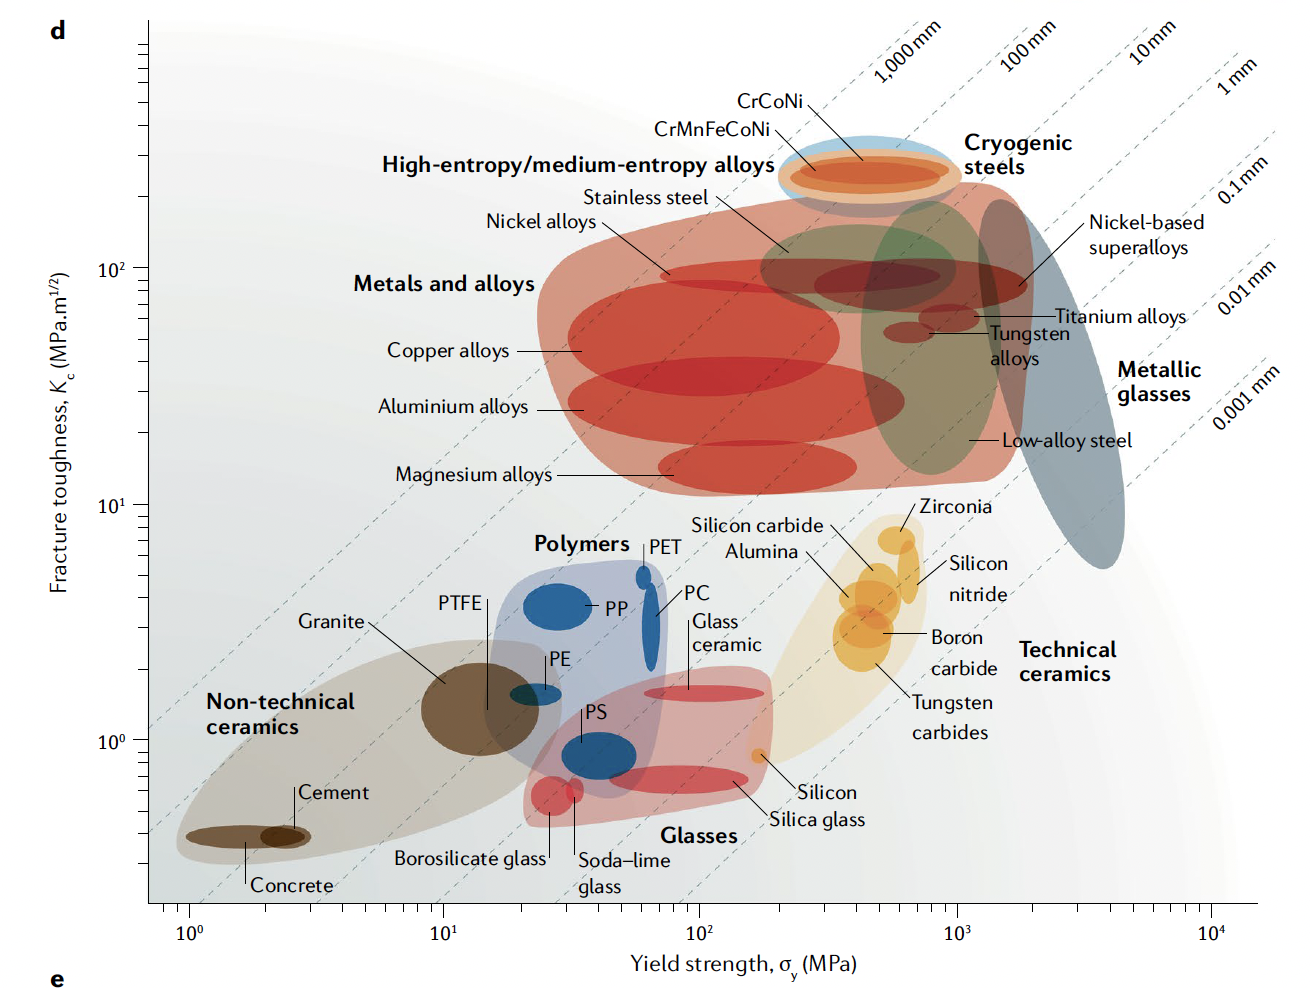 d
1,000 mm
100 mm
10 mm
1 mm
0.1 mm
0.01 mm
0.001 mm
CrCoNi
CrMnFeCoNi
High-entropy/medium-entropy alloys
Cryogenic
steels
Stainless steel
Nickel alloys
Nickel-based
superalloys
Metals and alloys
Titanium alloys
Tungsten
alloys
Copper alloys
Metallic
glasses
Aluminium alloys
Low-alloy steel
Magnesium alloys
Zirconia
Silicon carbide
Alumina
Silicon
nitride
Polymers
PET
PTFE
PP
PC
Granite
Glass
ceramic
Boron
carbide
Technical
ceramics
PE
Non-technical
ceramics
PS
Tungsten
carbides
Cement
Silicon
Silica glass
Glasses
Borosilicate glass
Soda–lime
glass
Concrete
Fracture toughness, K_c (MPa.m^1/2)
10²
10¹
10⁰
10⁰
10¹
10²
10³
10⁴
Yield strength, σ_y (MPa)
e